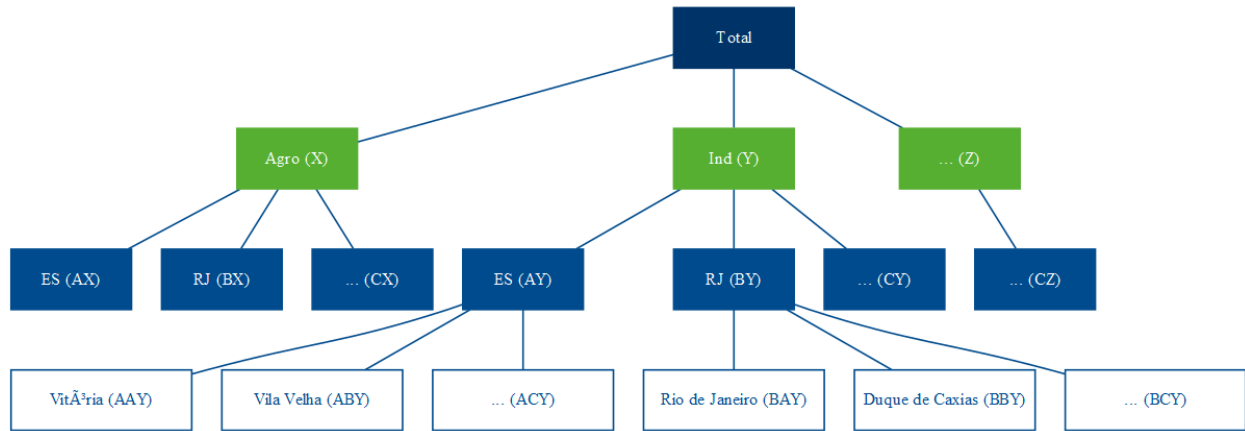 Total
Agro (X)
Ind (Y)
... (Z)
ES (AX)
RJ (BX)
... (CX)
ES (AY)
RJ (BY)
... (CY)
... (CZ)
VitÃ³ria (AAY)
Vila Velha (ABY)
... (ACY)
Rio de Janeiro (BAY)
Duque de Caxias (BBY)
... (BCY)